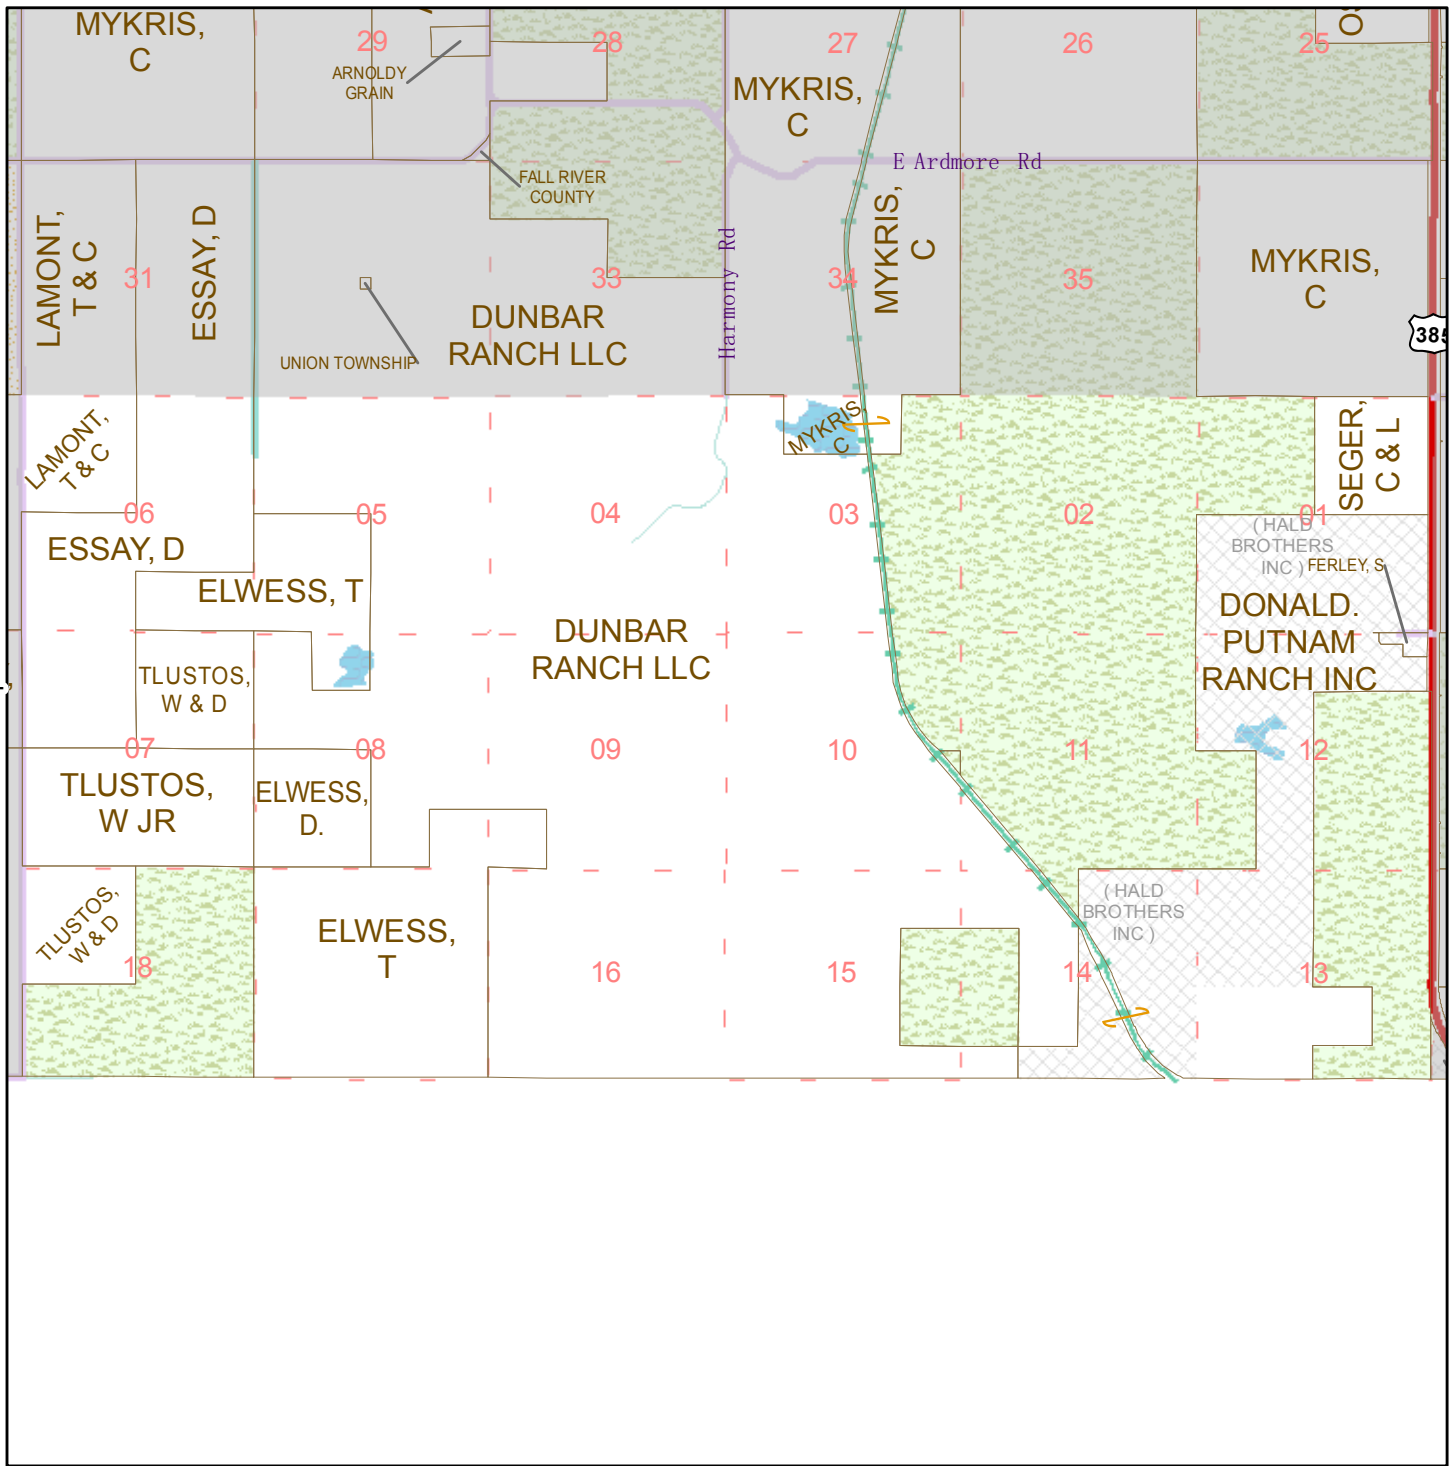 MYKRIS,
C
29
ARNOLDY
GRAIN
28
27
MYKRIS,
C
26
25
OS
E Ardmore Rd
FALL RIVER
COUNTY
LAMONT,
T & C
31
ESSAY, D
UNION TOWNSHIP
33
DUNBAR
RANCH LLC
Harmony Rd
34
MYKRIS,
C
35
MYKRIS,
C
385
LAMONT,
T & C
MYKRIS,
C
SEGER,
C & L
06
05
04
03
02
01
ESSAY, D
ELWESS, T
( HALD
BROTHERS
INC )
FERLEY, S
DONALD.
PUTNAM
RANCH INC
DUNBAR
RANCH LLC
TLUSTOS,
W & D
07
08
09
10
11
12
TLUSTOS,
W JR
ELWESS,
D.
TLUSTOS,
W & D
18
ELWESS,
T
16
15
( HALD
BROTHERS
INC )
14
13